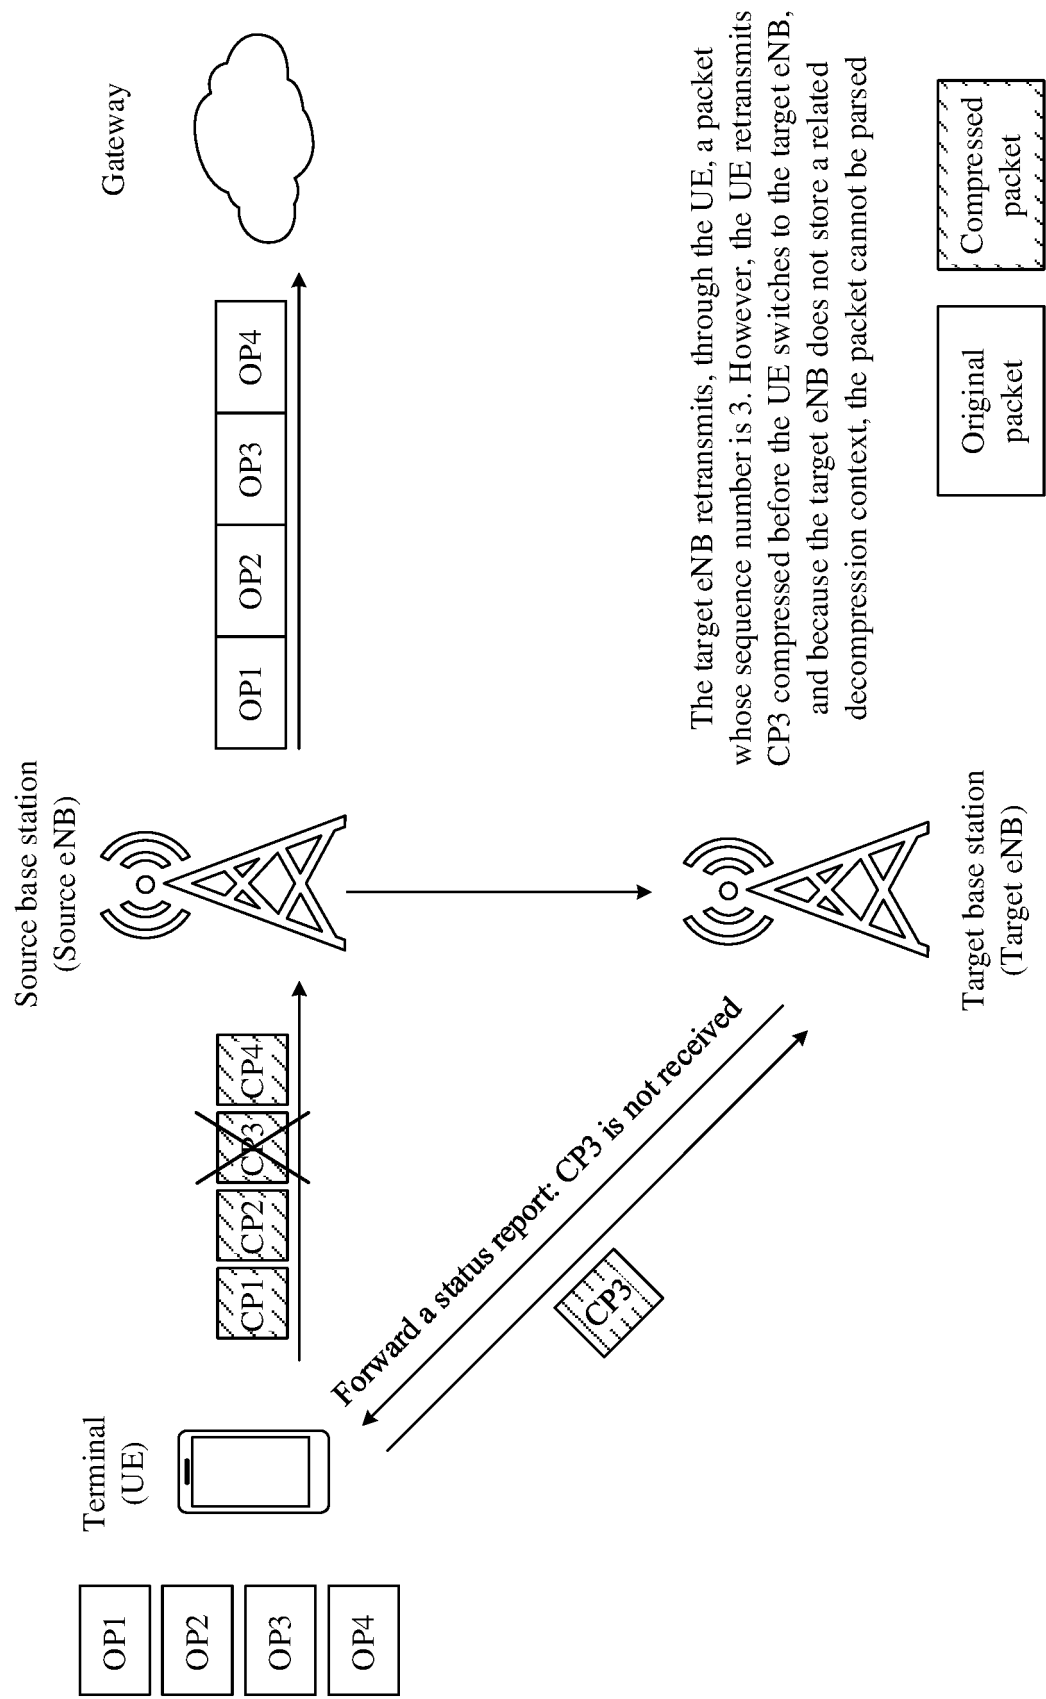 OP1
OP2
OP3
OP4
Terminal
(UE)
CP1
CP2
CP3
CP4
Source base station
(Source eNB)
OP1
OP2
OP3
OP4
Gateway
Forward a status report: CP3 is not received
CP3
Target base station
(Target eNB)
The target eNB retransmits, through the UE, a packet
whose sequence number is 3. However, the UE retransmits
CP3 compressed before the UE switches to the target eNB,
and because the target eNB does not store a related
decompression context, the packet cannot be parsed
Original
packet
Compressed
packet